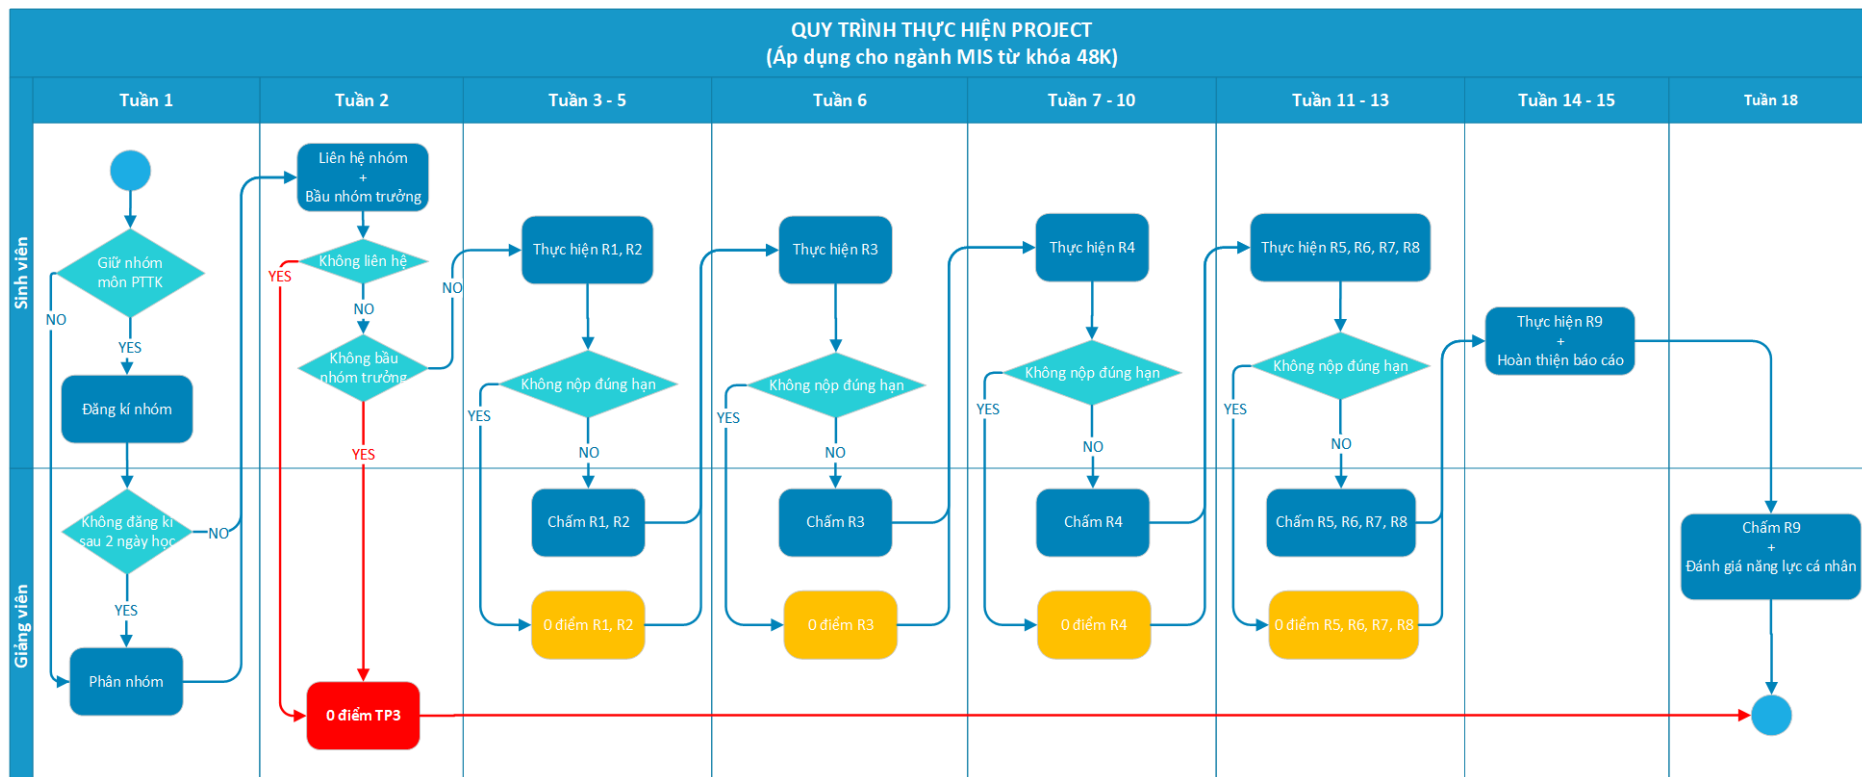 QUY TRÌNH THỰC HIỆN PROJECT
(Áp dụng cho ngành MIS từ khóa 48K)
Tuần 1
Tuần 2
Tuần 3 - 5
Tuần 6
Tuần 7 - 10
Tuần 11 - 13
Tuần 14 - 15
Tuần 18
Sinh viên
Giữ nhóm
môn PTTK
NO
YES
Đăng kí nhóm
Liên hệ nhóm
+
Bầu nhóm trưởng
Không liên hệ
YES
NO
Không bầu
nhóm trưởng
NO
YES
Thực hiện R1, R2
Không nộp đúng hạn
YES
NO
Thực hiện R3
Không nộp đúng hạn
YES
NO
Thực hiện R4
Không nộp đúng hạn
YES
NO
Thực hiện R5, R6, R7, R8
Không nộp đúng hạn
YES
NO
Thực hiện R9
+
Hoàn thiện báo cáo
Giảng viên
Không đăng kí
sau 2 ngày học
NO
YES
Phân nhóm
0 điểm TP3
Chấm R1, R2
0 điểm R1, R2
Chấm R3
0 điểm R3
Chấm R4
0 điểm R4
Chấm R5, R6, R7, R8
0 điểm R5, R6, R7, R8
Chấm R9
+
Đánh giá năng lực cá nhân